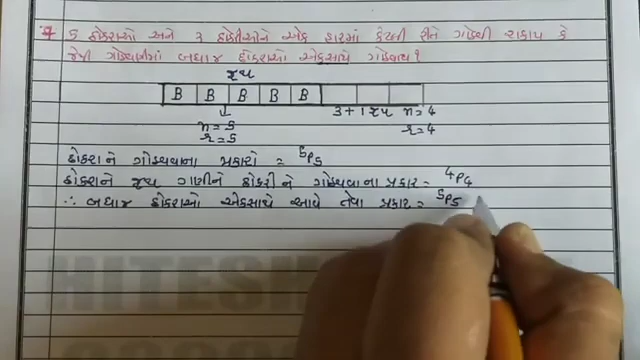 5 છોકરાઓ અને 3 છોકરીઓને એક હારમાં કેટલી રીતે ગોઠવી શકાય કે
જેથી ગોઠવણીમાં બધાજ છોકરાઓ એકસાથે ગોઠવાય?
ગ્રુપ
B B B B B
3 + 1 ગ્રુપ n = 4
n = 5
r = 4
r = 5
છોકરાને ગોઠવવાના પ્રકારો = ⁵P₅
છોકરાને ગ્રુપ ગણીને છોકરીને ગોઠવવાના પ્રકાર = ⁴P₄
∴ બધાજ છોકરાઓ એકસાથે આવે તેવા પ્રકાર = ⁵P₅
HITESH